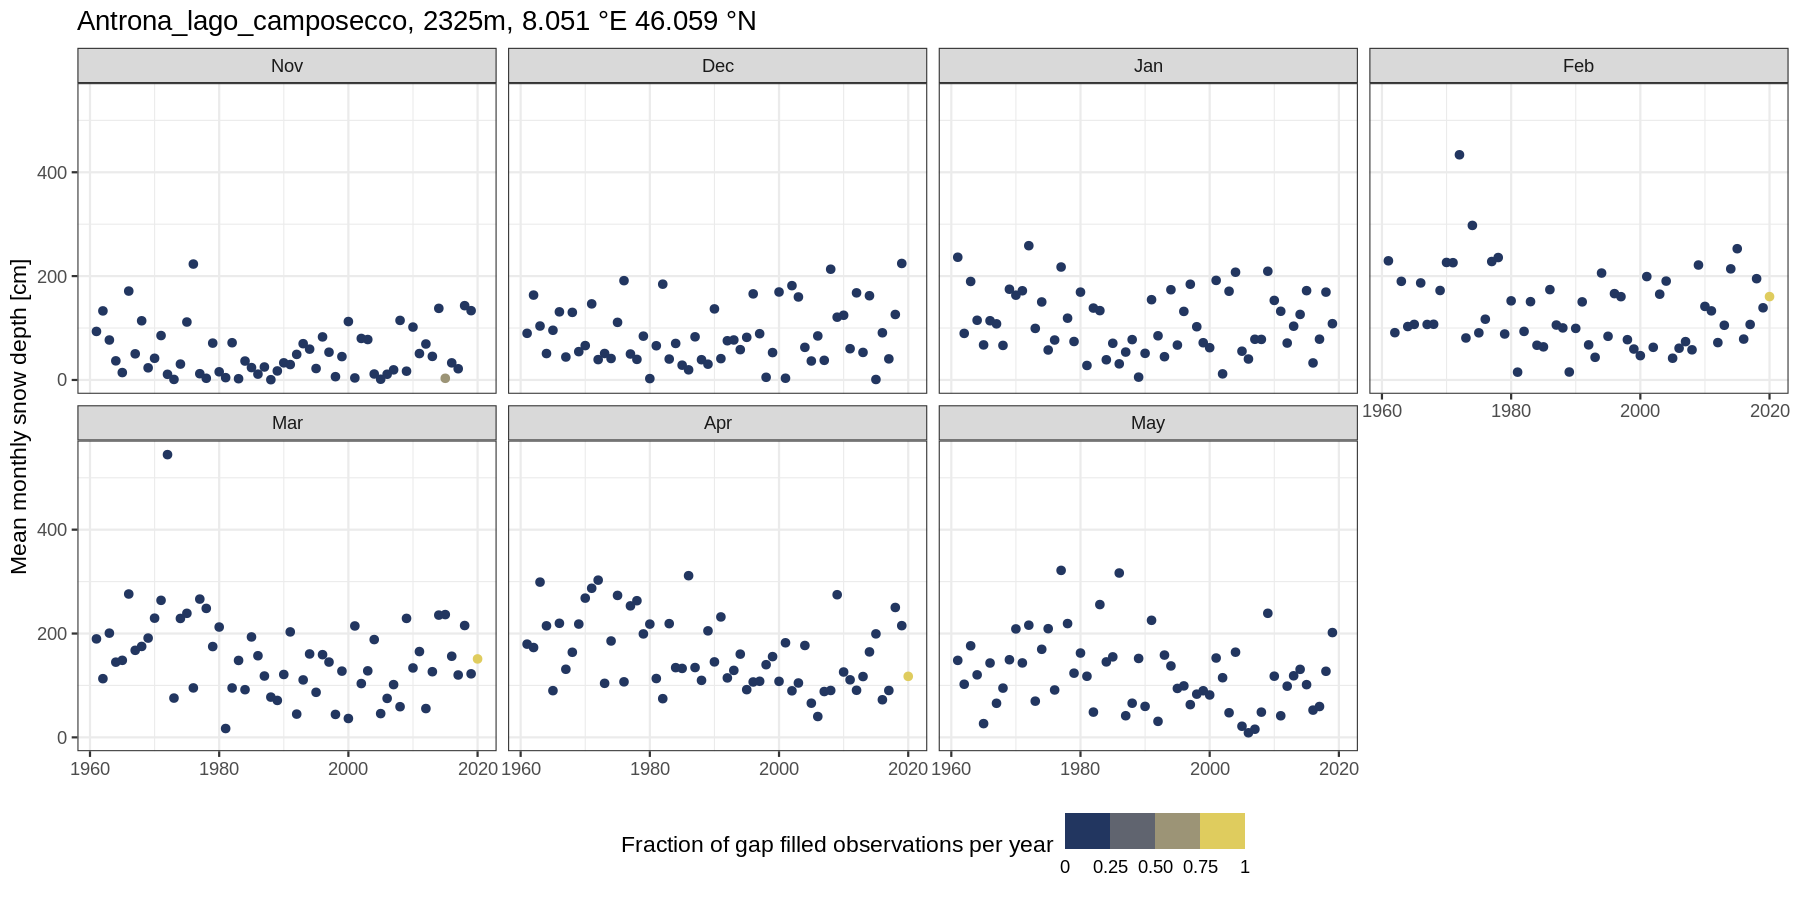 Antrona_lago_camposecco, 2325m, 8.051 °E 46.059 °N
Nov Dec Jan Feb
400
200
0
1960 1980 2000 2020
Mar Apr May
400
200
0
1960 1980 2000 2020 1960 1980 2000 2020 1960 1980 2000 2020
Mean monthly snow depth [cm]
Fraction of gap filled observations per year
0 0.25 0.50 0.75 1